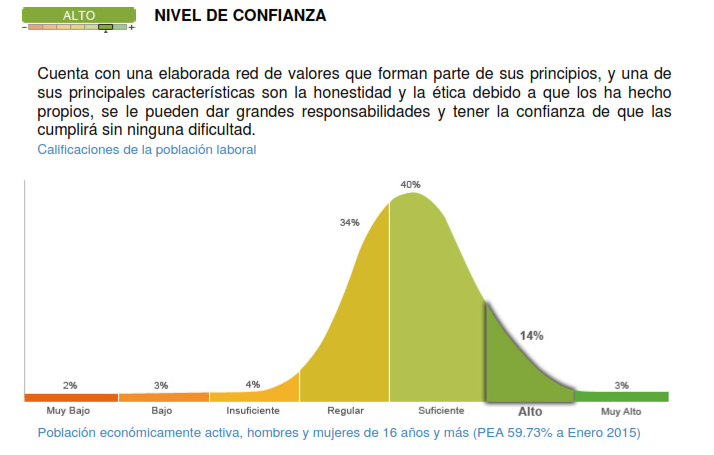 ALTO
NIVEL DE CONFIANZA
- +
Cuenta con una elaborada red de valores que forman parte de sus principios, y una de
sus principales características son la honestidad y la ética debido a que los ha hecho
propios, se le pueden dar grandes responsabilidades y tener la confianza de que las
cumplirá sin ninguna dificultad.
Calificaciones de la población laboral
40%
34%
14%
2%
3%
4%
3%
Muy Bajo
Bajo
Insuficiente
Regular
Suficiente
Alto
Muy Alto
Población económicamente activa, hombres y mujeres de 16 años y más (PEA 59.73% a Enero 2015)